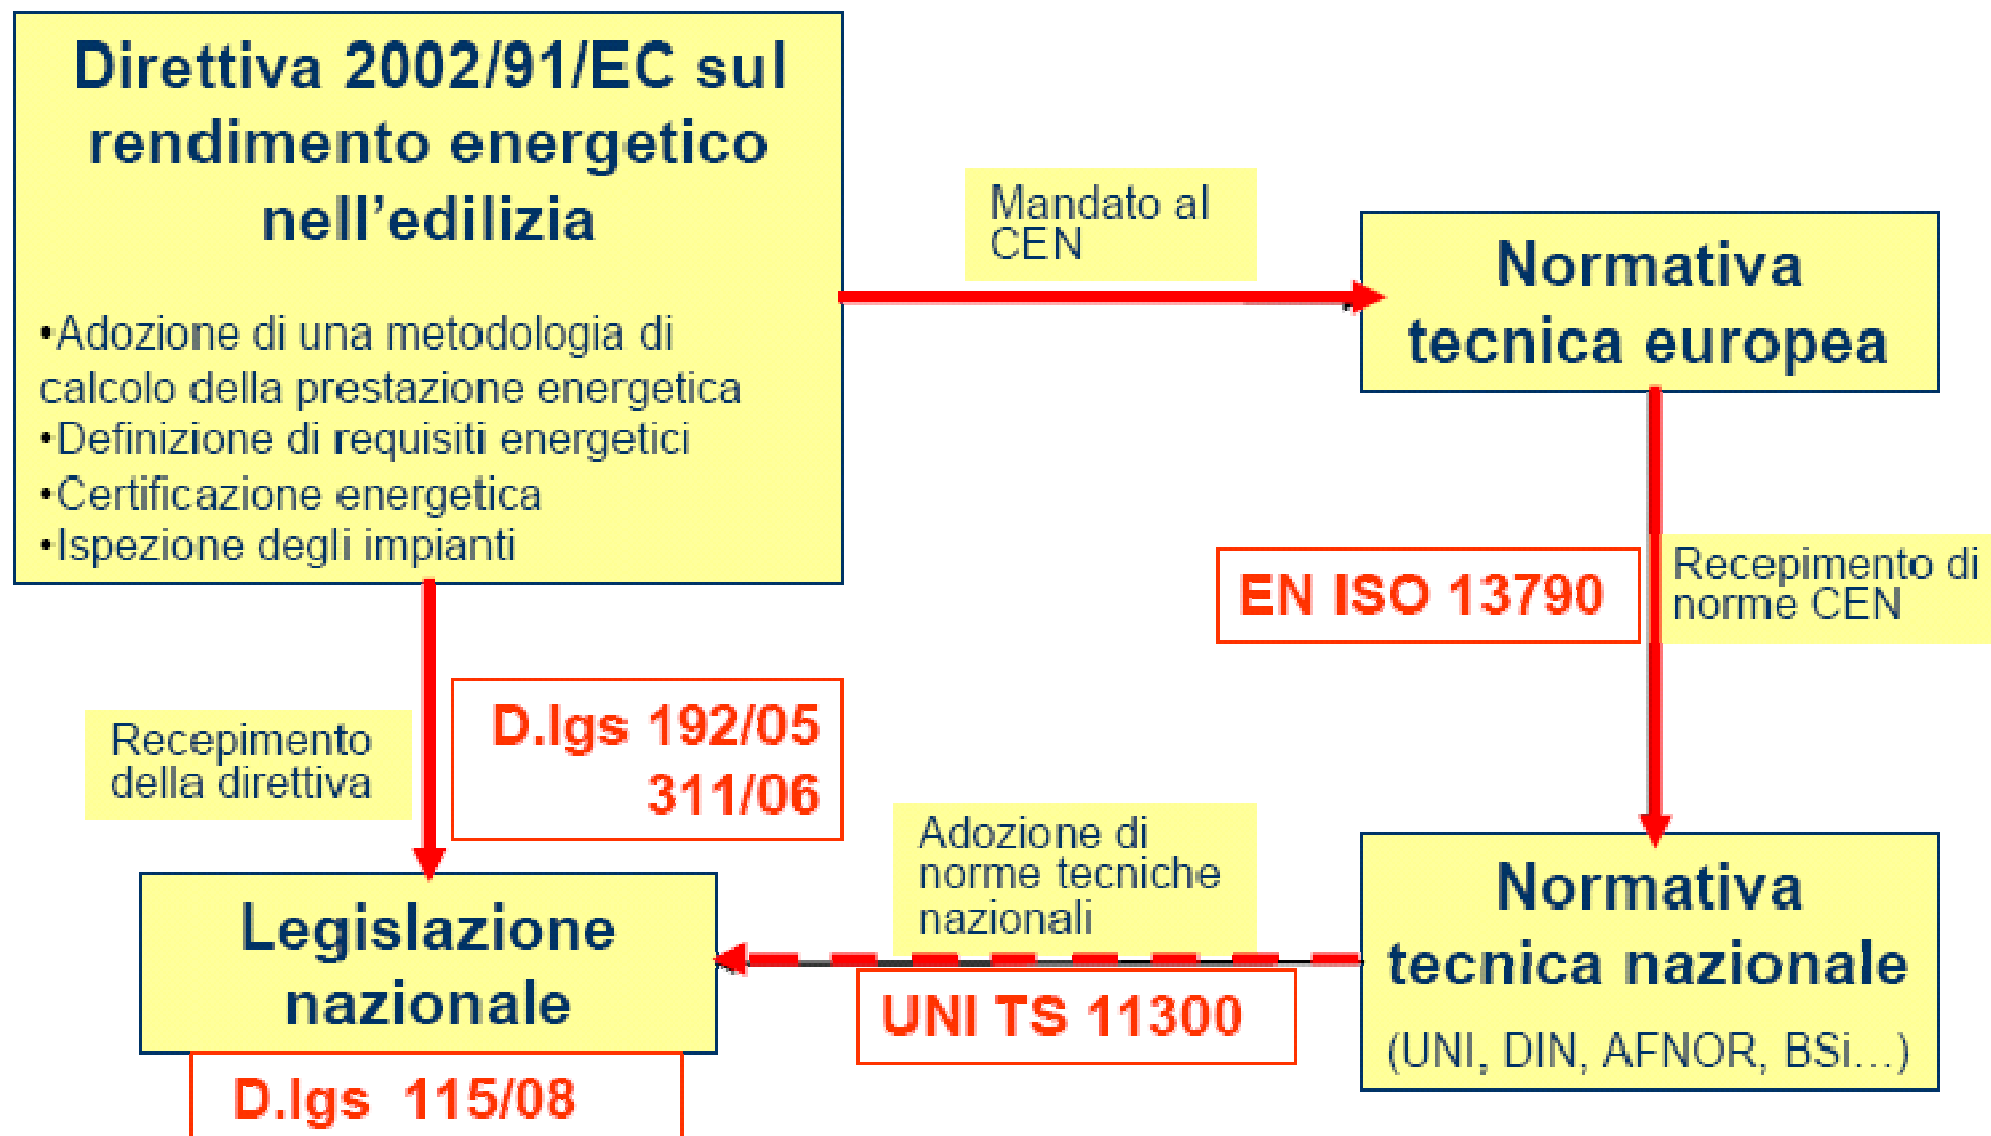 Direttiva 2002/91/EC sul
rendimento energetico
nell’edilizia
•Adozione di una metodologia di
calcolo della prestazione energetica
•Definizione di requisiti energetici
•Certificazione energetica
•Ispezione degli impianti
Mandato al
CEN
Normativa
tecnica europea
EN ISO 13790
Recepimento di
norme CEN
Recepimento
della direttiva
D.lgs 192/05
311/06
Adozione di
norme tecniche
nazionali
UNI TS 11300
Legislazione
nazionale
D.lgs 115/08
Normativa
tecnica nazionale
(UNI, DIN, AFNOR, BSi...)